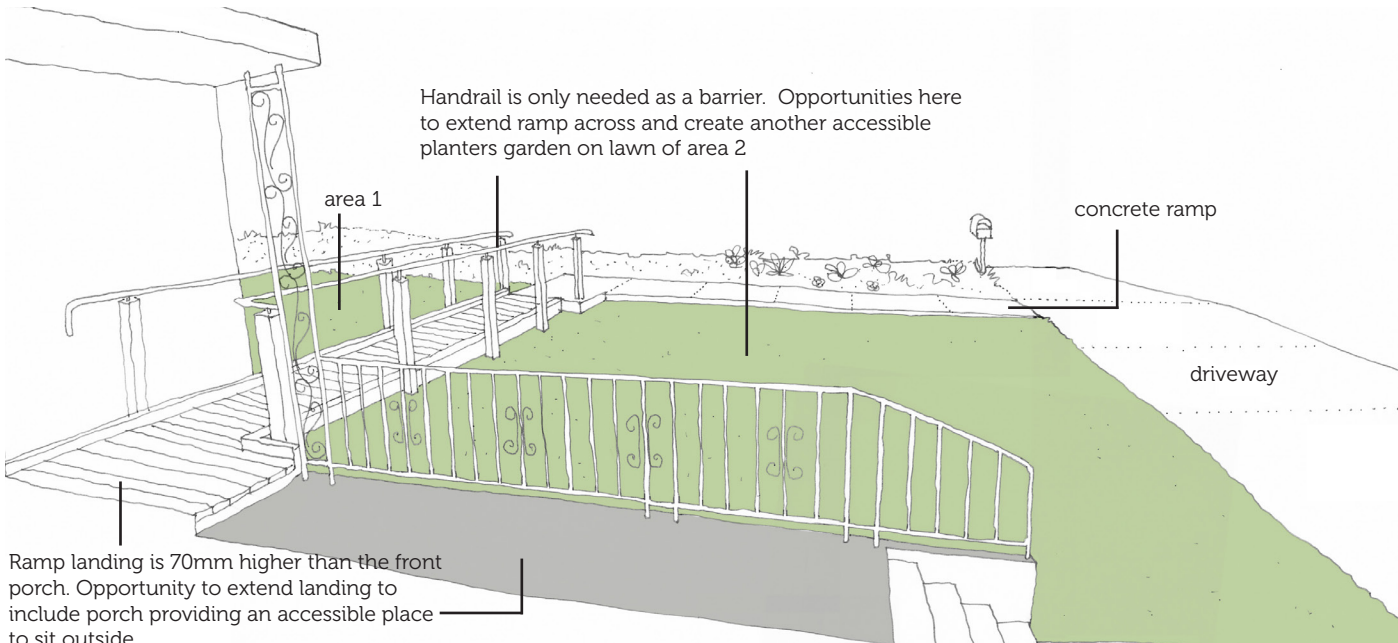 Handrail is only needed as a barrier.  Opportunities here
to extend ramp across and create another accessible
planters garden on lawn of area 2
area 1
concrete ramp
driveway
Ramp landing is 70mm higher than the front
porch. Opportunity to extend landing to
include porch providing an accessible place
to sit outside